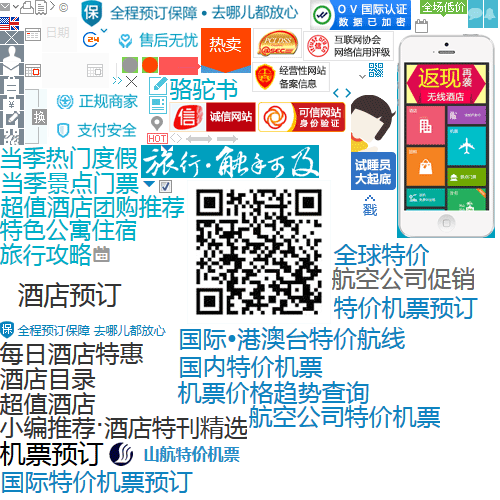 全程预订保障·去哪儿都放心
OV国际认证
数据已加密
全场低价
日期
售后无忧
热卖
互联网协会
网络信用评级
经营性网站
备案信息
骆驼书
正规商家
诚信网站
可信网站
身份验证
换
支付安全
HOT
返现再袭
无线酒店
试睡员
大起底
戳
当季热门度假
旅行·触手可及
当季景点门票
超值酒店团购推荐
特色公寓住宿
旅行攻略
全球特价
航空公司促销
酒店预订
特价机票预订
全程预订保障 去哪儿都放心
国际•港澳台特价航线
每日酒店特惠
国内特价机票
酒店目录
机票价格趋势查询
超值酒店
航空公司特价机票
小编推荐·酒店特刊精选
机票预订
山航特价机票
国际特价机票预订